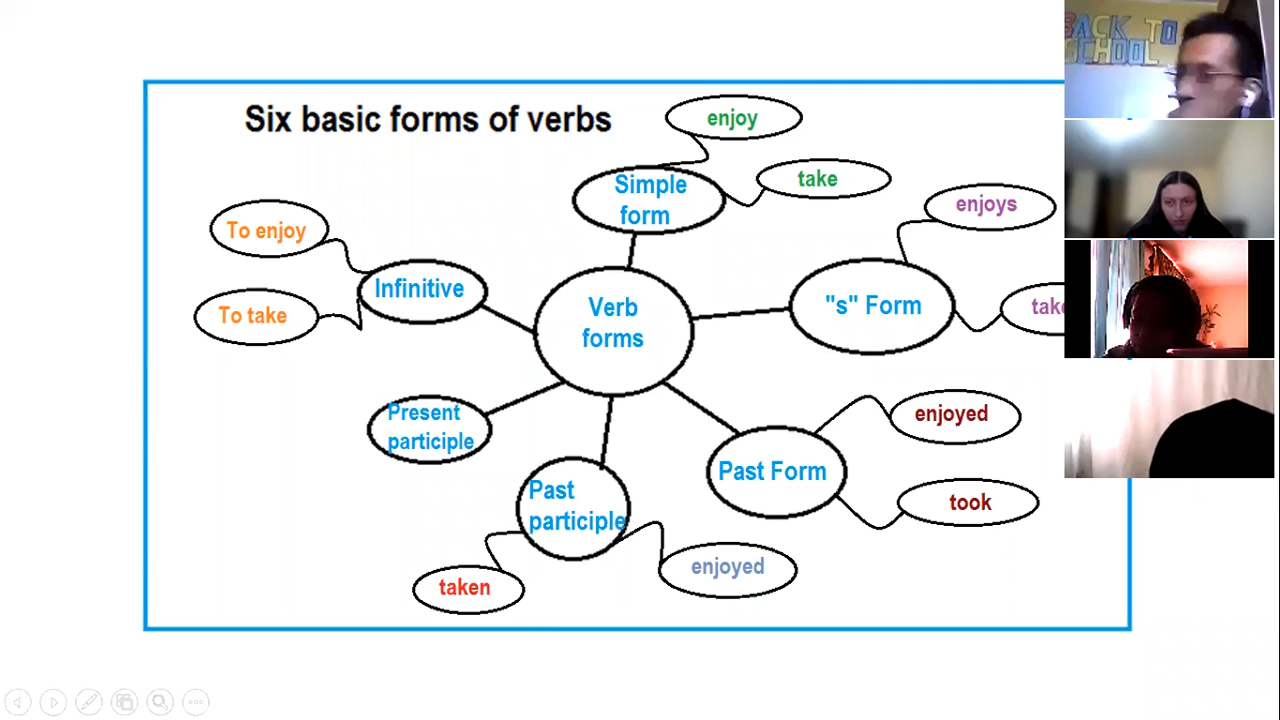 BACK TO
SCHOOL
Six basic forms of verbs
enjoy
Simple
form
take
enjoys
To enjoy
Infinitive
To take
Verb
forms
"s" Form
Present
participle
enjoyed
Past Form
took
Past
participle
taken
enjoyed